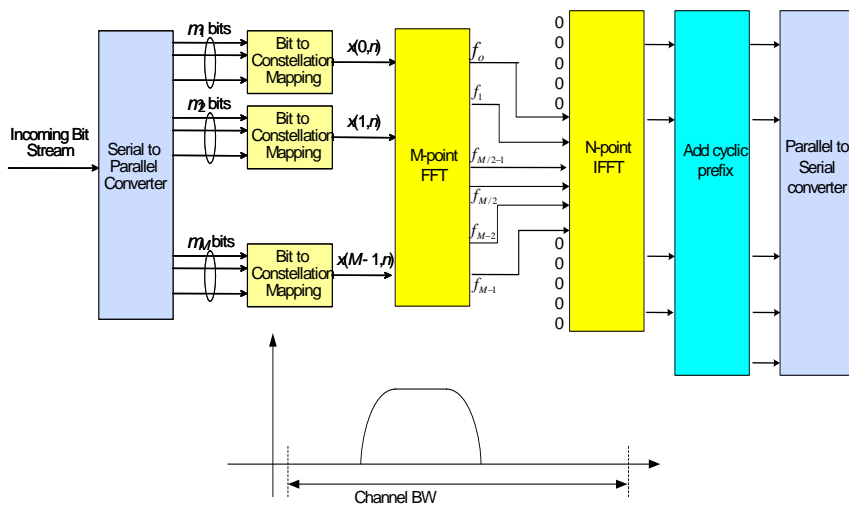 m1 bits
Bit to
Constellation
Mapping
x(0,n)
m2 bits
Bit to
Constellation
Mapping
x(1,n)
Incoming Bit
Stream
Serial to
Parallel
Converter
mM bits
Bit to
Constellation
Mapping
x(M- 1,n)
M-point
FFT
fo
f1
fM/2−1
fM/2
fM−2
fM−1
0
0
0
0
0
N-point
IFFT
0
0
0
0
0
Add cyclic
prefix
Parallel to
Serial
converter
Channel BW